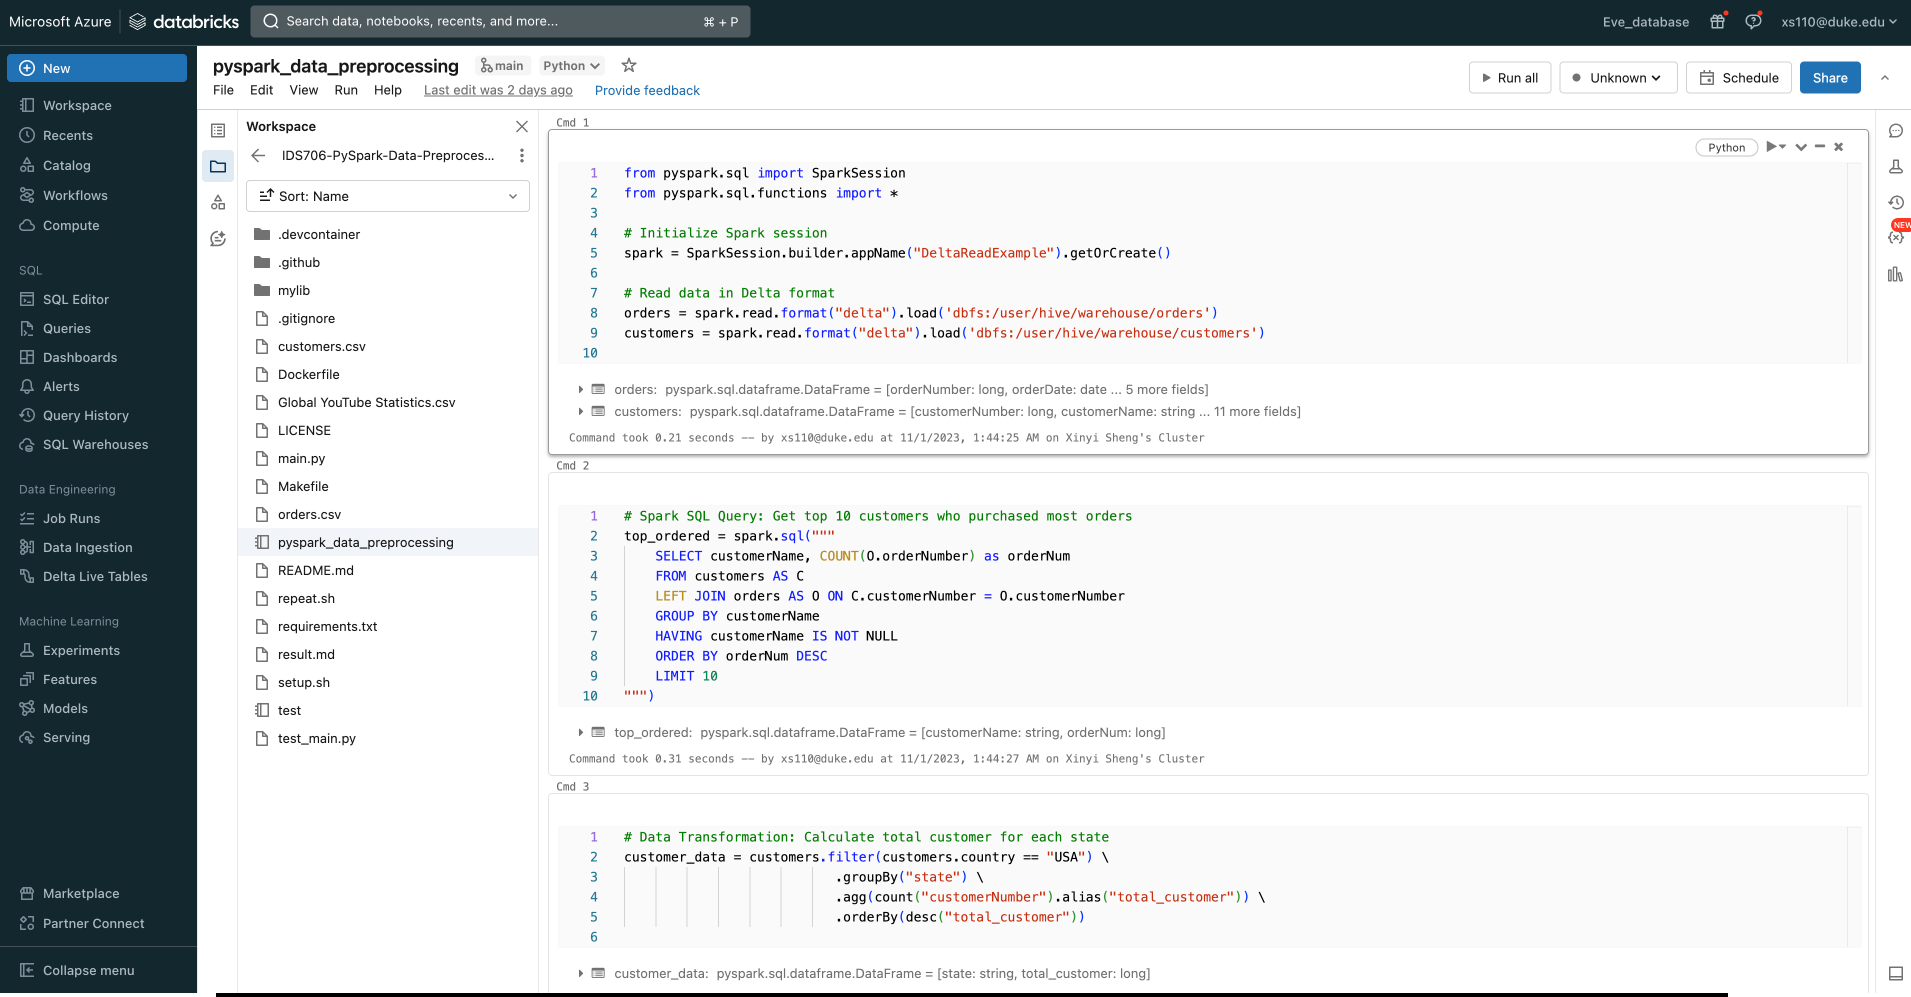 Microsoft Azure databricks Search data, notebooks, recents, and more... ⌘ + P Eve_database xs110@duke.edu
New
Workspace
Recents
Catalog
Workflows
Compute
SQL
SQL Editor
Queries
Dashboards
Alerts
Query History
SQL Warehouses
Data Engineering
Job Runs
Data Ingestion
Delta Live Tables
Machine Learning
Experiments
Features
Models
Serving
Marketplace
Partner Connect
Collapse menu
pyspark_data_preprocessing main Python
File Edit View Run Help Last edit was 2 days ago Provide feedback
Run all Unknown Schedule Share
Workspace
IDS706-PySpark-Data-Preproces...
Sort: Name
.devcontainer
.github
mylib
.gitignore
customers.csv
Dockerfile
Global YouTube Statistics.csv
LICENSE
main.py
Makefile
orders.csv
pyspark_data_preprocessing
README.md
repeat.sh
requirements.txt
result.md
setup.sh
test
test_main.py
Cmd 1
Python
1 from pyspark.sql import SparkSession
2 from pyspark.sql.functions import *
3
4 # Initialize Spark session
5 spark = SparkSession.builder.appName("DeltaReadExample").getOrCreate()
6
7 # Read data in Delta format
8 orders = spark.read.format("delta").load('dbfs:/user/hive/warehouse/orders')
9 customers = spark.read.format("delta").load('dbfs:/user/hive/warehouse/customers')
10
orders: pyspark.sql.dataframe.DataFrame = [orderNumber: long, orderDate: date ... 5 more fields]
customers: pyspark.sql.dataframe.DataFrame = [customerNumber: long, customerName: string ... 11 more fields]
Command took 0.21 seconds -- by xs110@duke.edu at 11/1/2023, 1:44:25 AM on Xinyi Sheng's Cluster
Cmd 2
1 # Spark SQL Query: Get top 10 customers who purchased most orders
2 top_ordered = spark.sql("""
3 SELECT customerName, COUNT(O.orderNumber) as orderNum
4 FROM customers AS C
5 LEFT JOIN orders AS O ON C.customerNumber = O.customerNumber
6 GROUP BY customerName
7 HAVING customerName IS NOT NULL
8 ORDER BY orderNum DESC
9 LIMIT 10
10 """)
top_ordered: pyspark.sql.dataframe.DataFrame = [customerName: string, orderNum: long]
Command took 0.31 seconds -- by xs110@duke.edu at 11/1/2023, 1:44:27 AM on Xinyi Sheng's Cluster
Cmd 3
1 # Data Transformation: Calculate total customer for each state
2 customer_data = customers.filter(customers.country == "USA") \
3 .groupBy("state") \
4 .agg(count("customerNumber").alias("total_customer")) \
5 .orderBy(desc("total_customer"))
6
customer_data: pyspark.sql.dataframe.DataFrame = [state: string, total_customer: long]
NEW